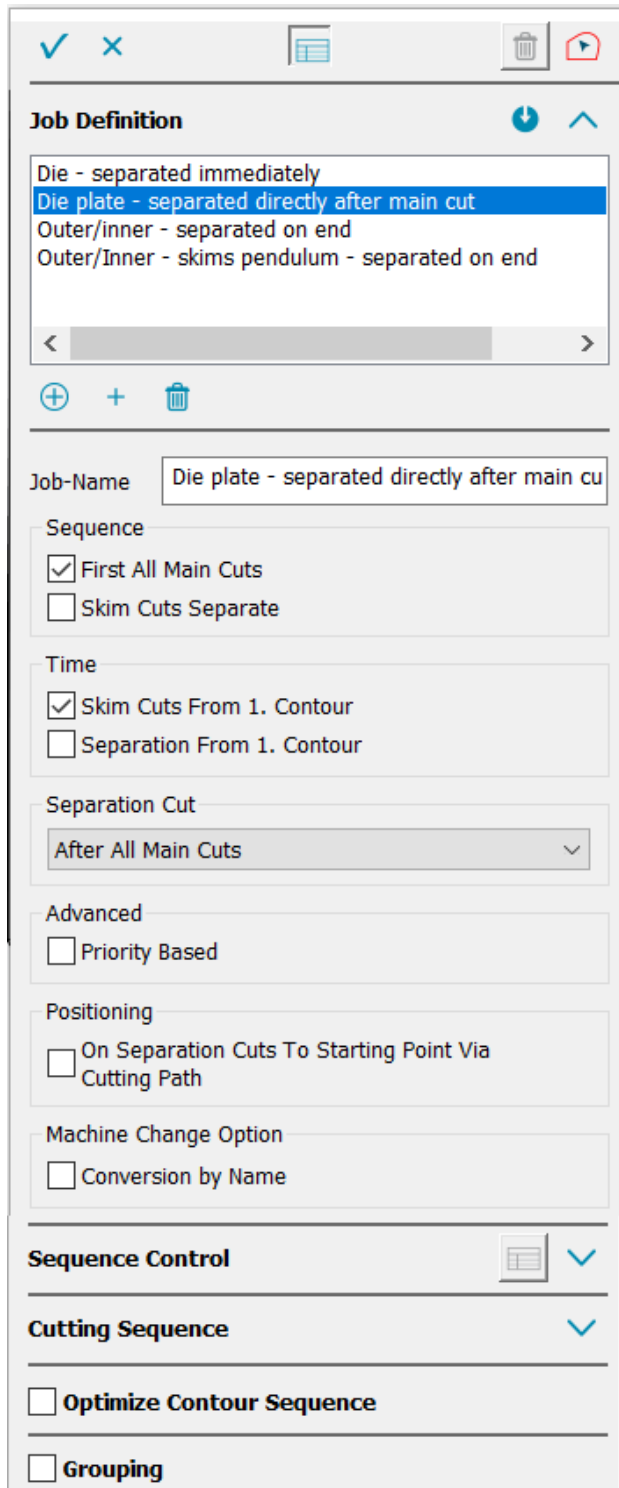 Job Definition
Die - separated immediately
Die plate - separated directly after main cut
Outer/inner - separated on end
Outer/Inner - skims pendulum - separated on end
Job-Name
Die plate - separated directly after main cu
Sequence
First All Main Cuts
Skim Cuts Separate
Time
Skim Cuts From 1. Contour
Separation From 1. Contour
Separation Cut
After All Main Cuts
Advanced
Priority Based
Positioning
On Separation Cuts To Starting Point Via
Cutting Path
Machine Change Option
Conversion by Name
Sequence Control
Cutting Sequence
Optimize Contour Sequence
Grouping